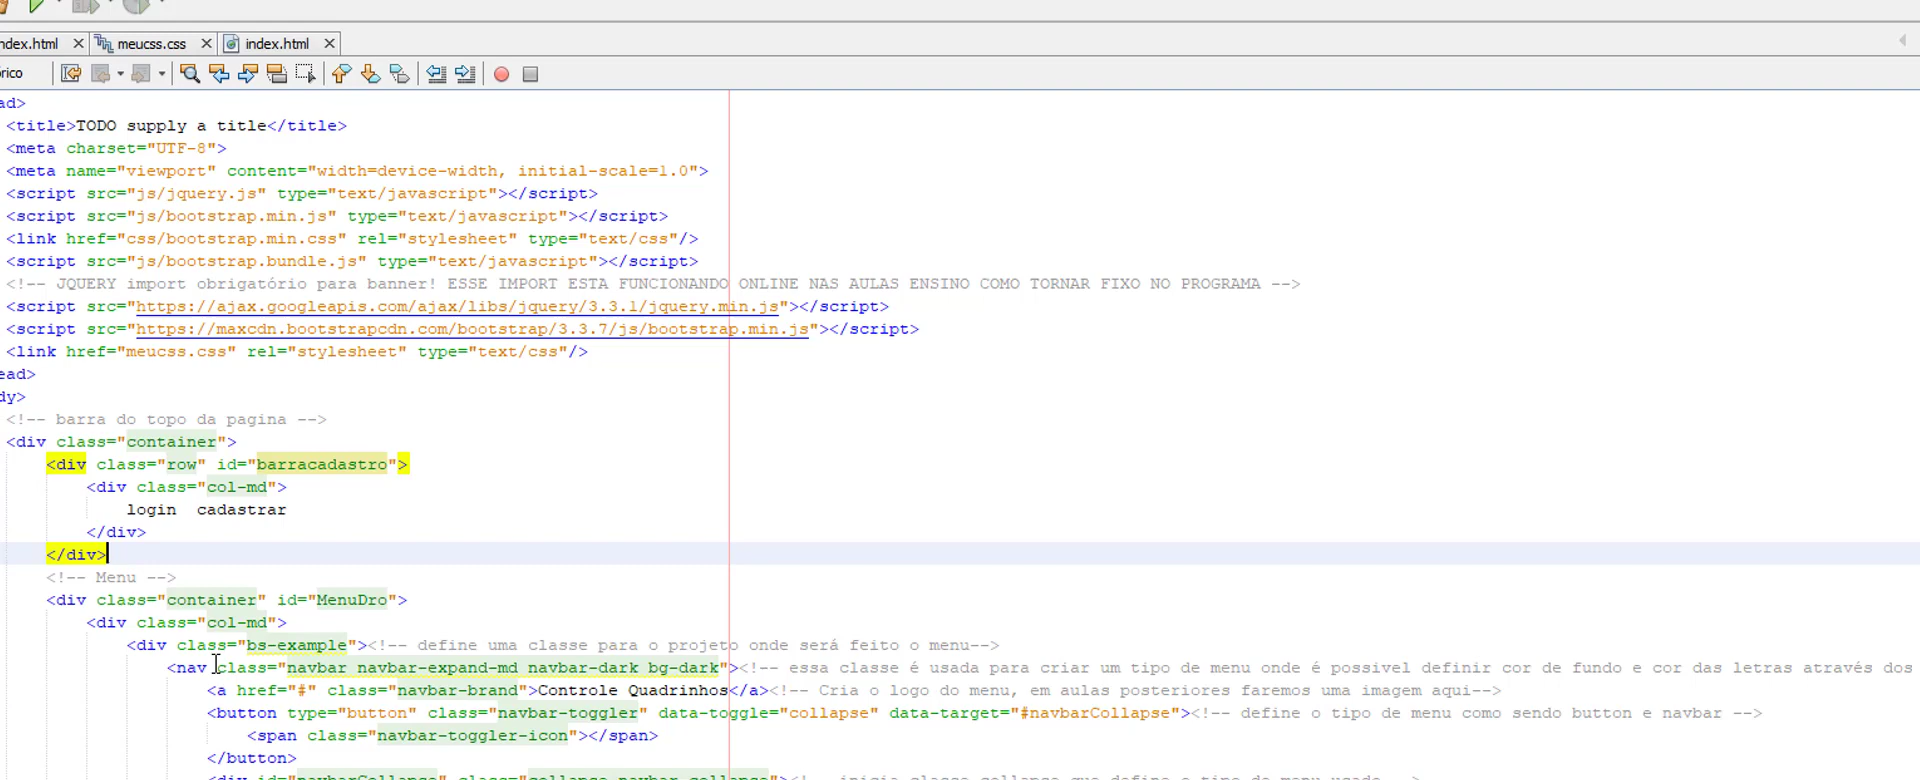 ndex.html meucss.css index.html
órico
ad>
<title>TODO supply a title</title>
<meta charset="UTF-8">
<meta name="viewport" content="width=device-width, initial-scale=1.0">
<script src="js/jquery.js" type="text/javascript"></script>
<script src="js/bootstrap.min.js" type="text/javascript"></script>
<link href="css/bootstrap.min.css" rel="stylesheet" type="text/css"/>
<script src="js/bootstrap.bundle.js" type="text/javascript"></script>
<!-- JQUERY import obrigatório para banner! ESSE IMPORT ESTA FUNCIONANDO ONLINE NAS AULAS ENSINO COMO TORNAR FIXO NO PROGRAMA -->
<script src="https://ajax.googleapis.com/ajax/libs/jquery/3.3.1/jquery.min.js"></script>
<script src="https://maxcdn.bootstrapcdn.com/bootstrap/3.3.7/js/bootstrap.min.js"></script>
<link href="meucss.css" rel="stylesheet" type="text/css"/>
ead>
dy>
<!-- barra do topo da pagina -->
<div class="container">
<div class="row" id="barracadastro">
<div class="col-md">
login cadastrar
</div>
</div>
<!-- Menu -->
<div class="container" id="MenuDro">
<div class="col-md">
<div class="bs-example"><!-- define uma classe para o projeto onde será feito o menu-->
<nav class="navbar navbar-expand-md navbar-dark bg-dark"><!-- essa classe é usada para criar um tipo de menu onde é possivel definir cor de fundo e cor das letras através dos
<a href="#" class="navbar-brand">Controle Quadrinhos</a><!-- Cria o logo do menu, em aulas posteriores faremos uma imagem aqui-->
<button type="button" class="navbar-toggler" data-toggle="collapse" data-target="#navbarCollapse"><!-- define o tipo de menu como sendo button e navbar -->
<span class="navbar-toggler-icon"></span>
</button>